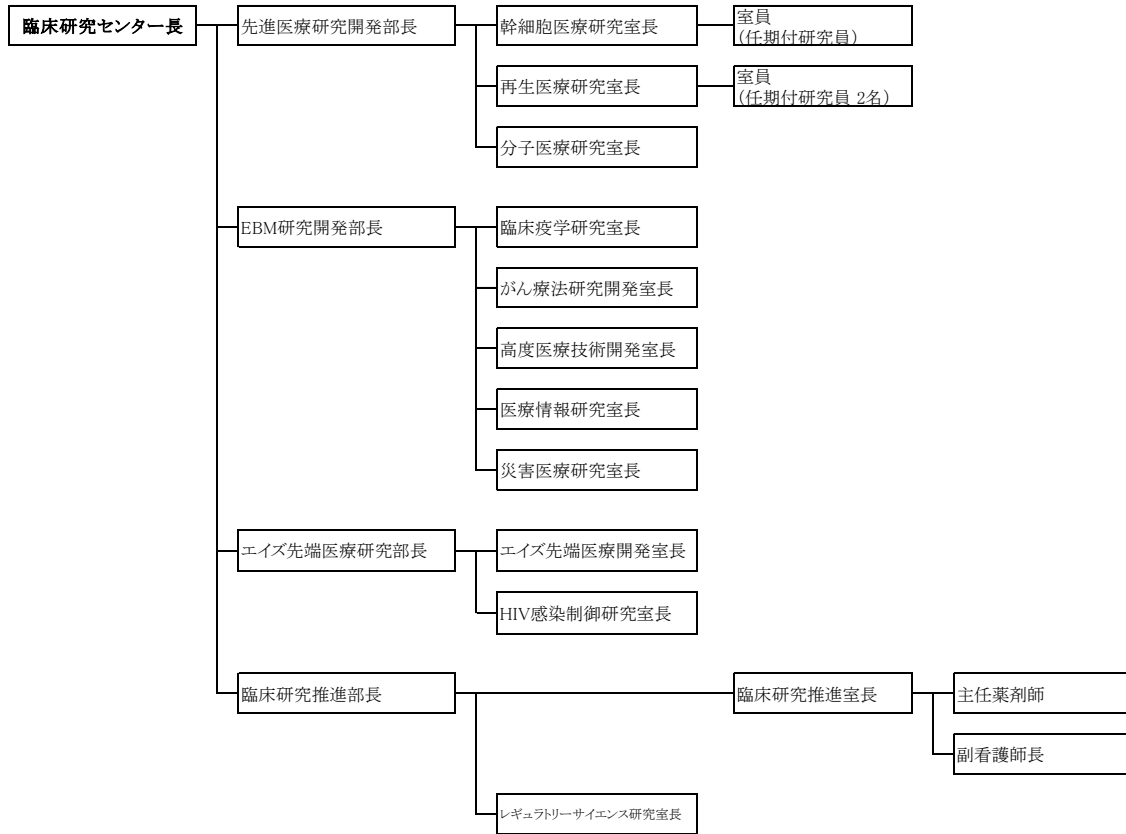 臨床研究センター長
先進医療研究開発部長
幹細胞医療研究室長
室員
(任期付研究員)
再生医療研究室長
室員
(任期付研究員 2名)
分子医療研究室長
EBM研究開発部長
臨床疫学研究室長
がん療法研究開発室長
高度医療技術開発室長
医療情報研究室長
災害医療研究室長
エイズ先端医療研究部長
エイズ先端医療開発室長
HIV感染制御研究室長
臨床研究推進部長
臨床研究推進室長
主任薬剤師
副看護師長
レギュラトリーサイエンス研究室長